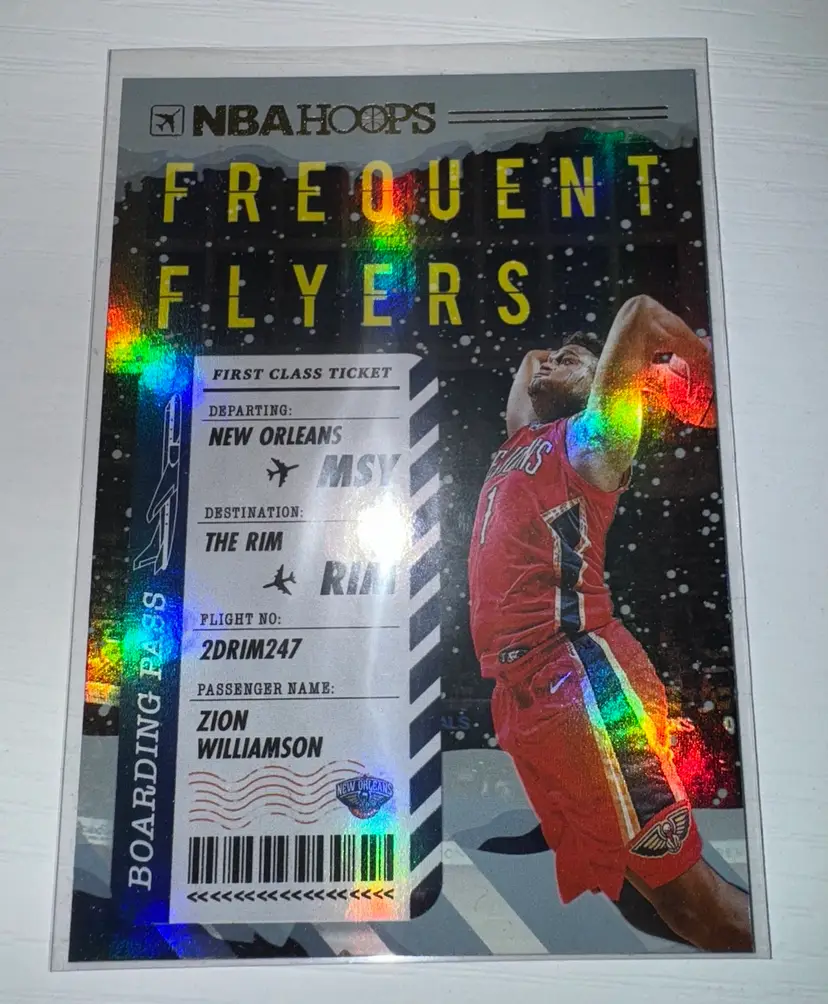 NBA HOOPS
FREQUENT
FLYERS
FIRST CLASS TICKET
DEPARTING:
NEW ORLEANS
MSY
DESTINATION:
THE RIM
RIM
FLIGHT NO:
2DRIM247
PASSENGER NAME:
ZION
WILLIAMSON
NEW ORLEANS
<<<<<<<<<<<<<<<<<
BOARDING PASS
1